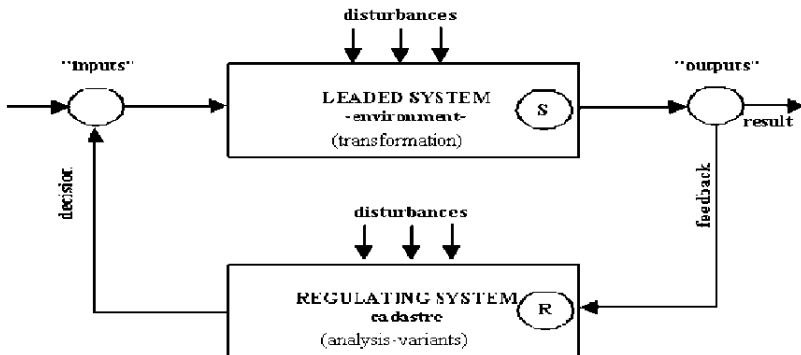 disturbances
"inputs"
"outputs"
LEADED SYSTEM
-environment-
(transformation)
S
result
decision
feedback
disturbances
REGULATING SYSTEM
cadastre
(analysis-variants)
R